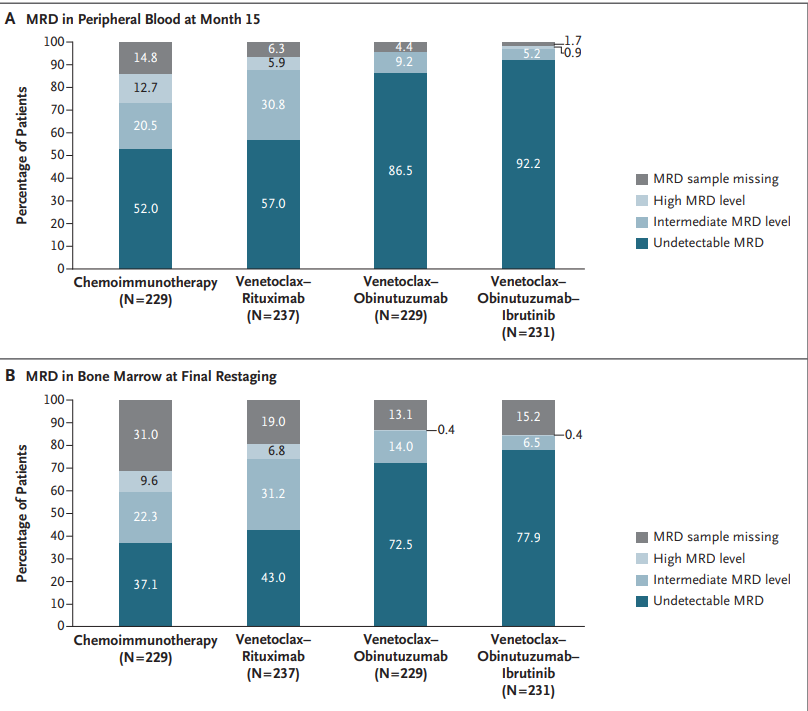 A MRD in Peripheral Blood at Month 15
Percentage of Patients
100
90
80
70
60
50
40
30
20
10
0
14.8
12.7
20.5
52.0
6.3
5.9
30.8
57.0
4.4
9.2
86.5
1.7
0.9
5.2
92.2
MRD sample missing
High MRD level
Intermediate MRD level
Undetectable MRD
Chemoimmunotherapy
(N=229)
Venetoclax–
Rituximab
(N=237)
Venetoclax–
Obinutuzumab
(N=229)
Venetoclax–
Obinutuzumab–
Ibrutinib
(N=231)
B MRD in Bone Marrow at Final Restaging
Percentage of Patients
100
90
80
70
60
50
40
30
20
10
0
31.0
9.6
22.3
37.1
19.0
6.8
31.2
43.0
13.1
0.4
14.0
72.5
15.2
0.4
6.5
77.9
MRD sample missing
High MRD level
Intermediate MRD level
Undetectable MRD
Chemoimmunotherapy
(N=229)
Venetoclax–
Rituximab
(N=237)
Venetoclax–
Obinutuzumab
(N=229)
Venetoclax–
Obinutuzumab–
Ibrutinib
(N=231)